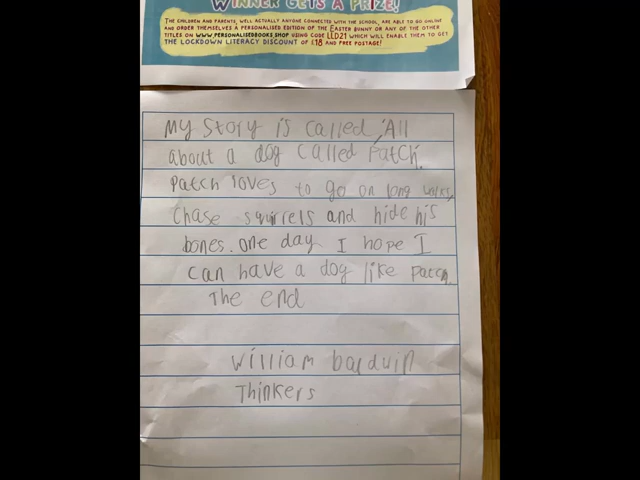 WINNER GETS A PRIZE!
THE CHILDREN AND PARENTS, WELL ACTUALLY ANYONE CONNECTED WITH THE SCHOOL, ARE ABLE TO GO ONLINE
AND ORDER THEMSELVES A PERSONALISED EDITION OF THE EASTER BUNNY OR ANY OF THE OTHER
TITLES ON WWW.PERSONALISEDBOOKS.SHOP USING CODE LLD21 WHICH WILL ENABLE THEM TO GET
THE LOCKDOWN LITERACY DISCOUNT OF £18 AND FREE POSTAGE!
My Story is called, 'All
about a dog called Patch.
Patch loves to go on long walks,
chase squirrels and hide his
bones. one day I hope I
can have a dog like Patch.
The end
William baldwin
Thinkers